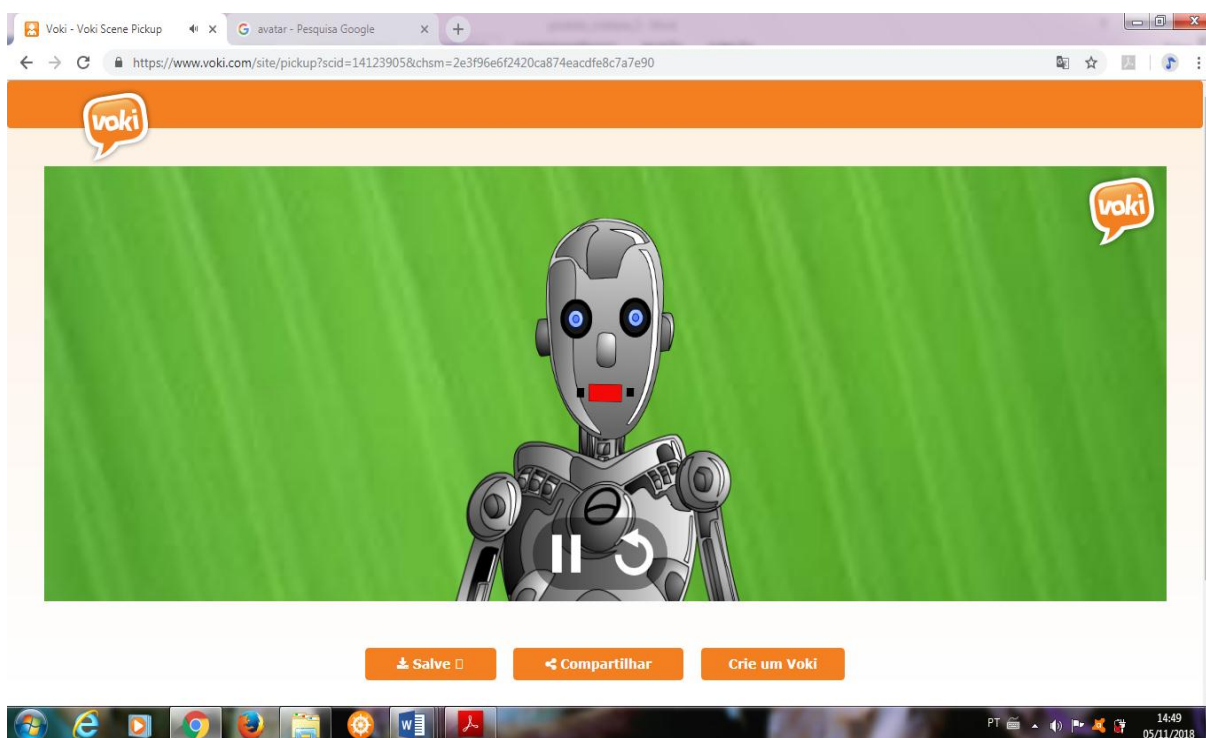 Voki - Voki Scene Pickup
avatar - Pesquisa Google
https://www.voki.com/site/pickup?scid=14123905&chsm=2e3f96e6f2420ca874eacdfe8c7a7e90
voki
voki
Salve
Compartilhar
Crie um Voki
PT
14:49
05/11/2018